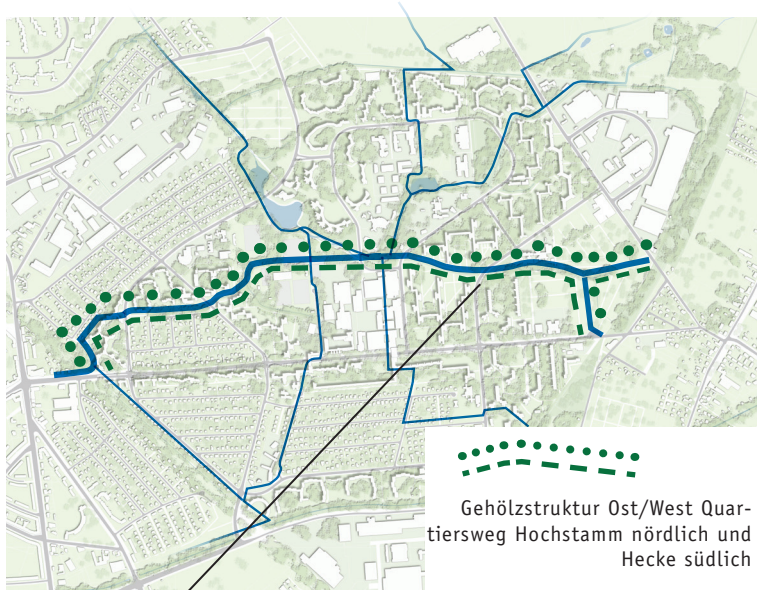 Gehölzstruktur Ost/West Quar-
tiersweg Hochstamm nördlich und
Hecke südlich